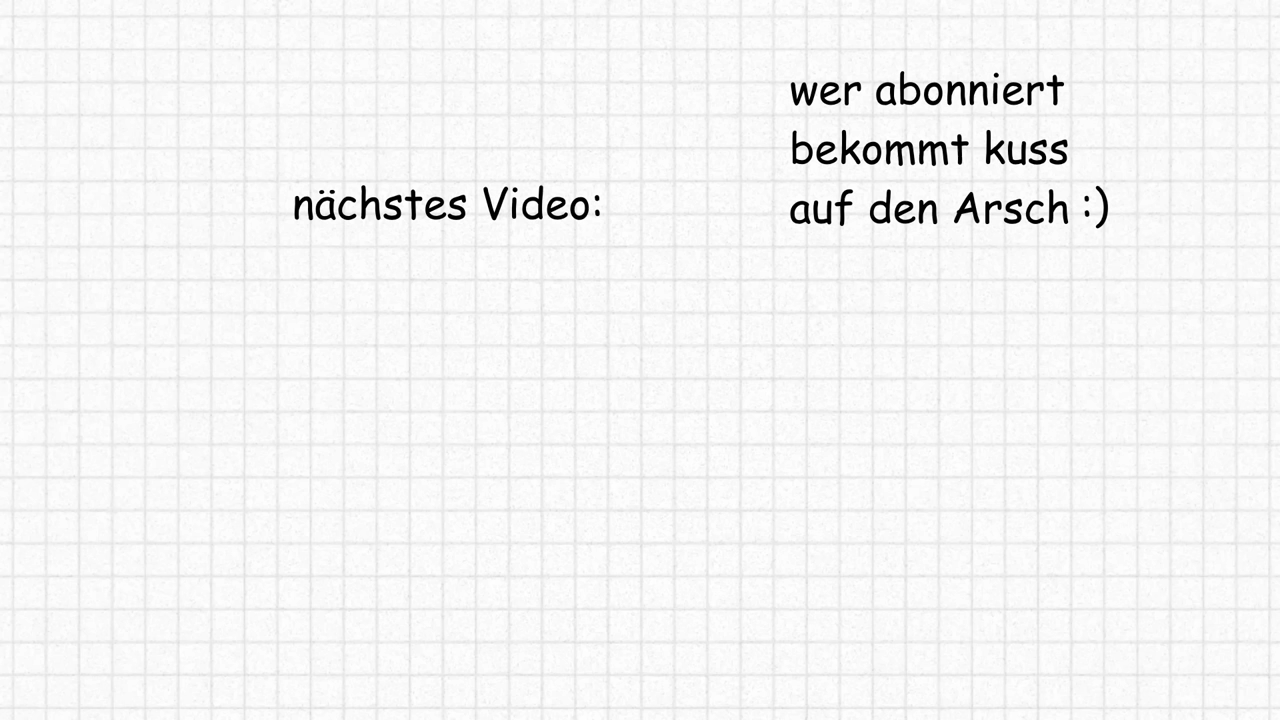 nächstes Video:
wer abonniert
bekommt kuss
auf den Arsch :)